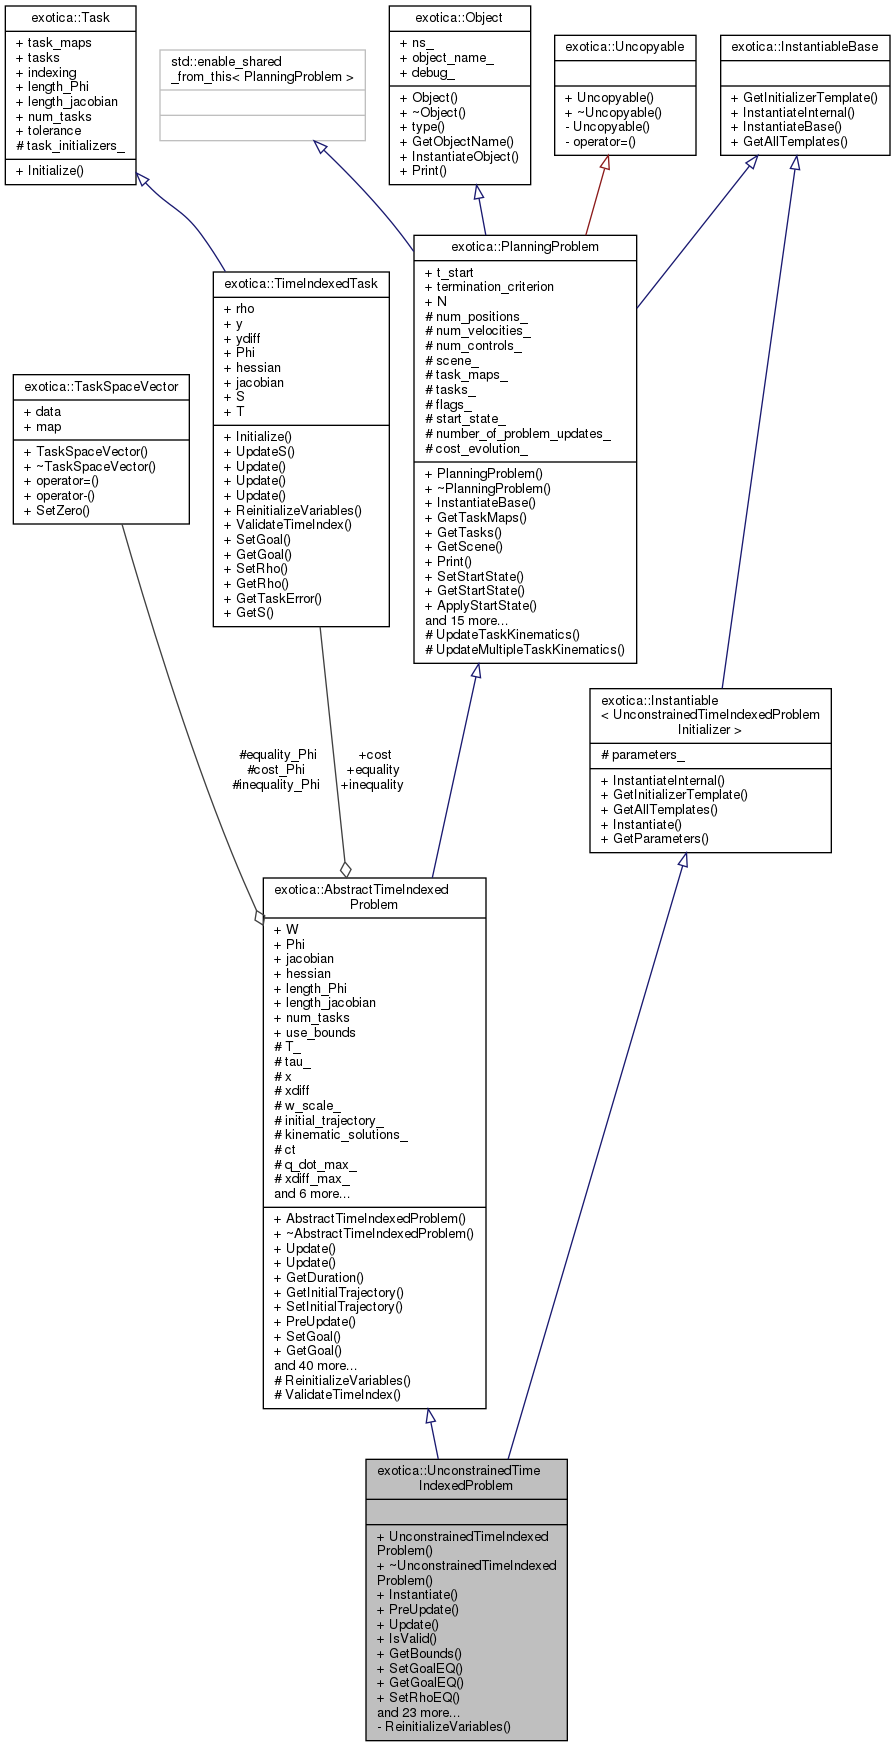 exotica::Task
+ task_maps
+ tasks
+ indexing
+ length_Phi
+ length_jacobian
+ num_tasks
+ tolerance
# task_initializers_
+ Initialize()
std::enable_shared
_from_this< PlanningProblem >
exotica::Object
+ ns_
+ object_name_
+ debug_
+ Object()
+ ~Object()
+ type()
+ GetObjectName()
+ InstantiateObject()
+ Print()
exotica::Uncopyable
+ Uncopyable()
+ ~Uncopyable()
- Uncopyable()
- operator=()
exotica::InstantiableBase
+ GetInitializerTemplate()
+ InstantiateInternal()
+ InstantiateBase()
+ GetAllTemplates()
exotica::TimeIndexedTask
+ rho
+ y
+ ydiff
+ Phi
+ hessian
+ jacobian
+ S
+ T
+ Initialize()
+ UpdateS()
+ Update()
+ Update()
+ Update()
+ ReinitializeVariables()
+ ValidateTimeIndex()
+ SetGoal()
+ GetGoal()
+ SetRho()
+ GetRho()
+ GetTaskError()
+ GetS()
exotica::PlanningProblem
+ t_start
+ termination_criterion
+ N
# num_positions_
# num_velocities_
# num_controls_
# scene_
# task_maps_
# tasks_
# flags_
# start_state_
# number_of_problem_updates_
# cost_evolution_
+ PlanningProblem()
+ ~PlanningProblem()
+ InstantiateBase()
+ GetTaskMaps()
+ GetTasks()
+ GetScene()
+ Print()
+ SetStartState()
+ GetStartState()
+ ApplyStartState()
and 15 more...
# UpdateTaskKinematics()
# UpdateMultipleTaskKinematics()
exotica::TaskSpaceVector
+ data
+ map
+ TaskSpaceVector()
+ ~TaskSpaceVector()
+ operator=()
+ operator-()
+ SetZero()
exotica::Instantiable
< UnconstrainedTimeIndexedProblem
Initializer >
# parameters_
+ InstantiateInternal()
+ GetInitializerTemplate()
+ GetAllTemplates()
+ Instantiate()
+ GetParameters()
#equality_Phi
#cost_Phi
#inequality_Phi
+cost
+equality
+inequality
exotica::AbstractTimeIndexed
Problem
+ W
+ Phi
+ jacobian
+ hessian
+ length_Phi
+ length_jacobian
+ num_tasks
+ use_bounds
# T_
# tau_
# x
# xdiff
# w_scale_
# initial_trajectory_
# kinematic_solutions_
# ct
# q_dot_max_
# xdiff_max_
and 6 more...
+ AbstractTimeIndexedProblem()
+ ~AbstractTimeIndexedProblem()
+ Update()
+ Update()
+ GetDuration()
+ GetInitialTrajectory()
+ SetInitialTrajectory()
+ PreUpdate()
+ SetGoal()
+ GetGoal()
and 40 more...
# ReinitializeVariables()
# ValidateTimeIndex()
exotica::UnconstrainedTime
IndexedProblem
+ UnconstrainedTimeIndexed
Problem()
+ ~UnconstrainedTimeIndexed
Problem()
+ Instantiate()
+ PreUpdate()
+ Update()
+ IsValid()
+ GetBounds()
+ SetGoalEQ()
+ GetGoalEQ()
+ SetRhoEQ()
and 23 more...
- ReinitializeVariables()